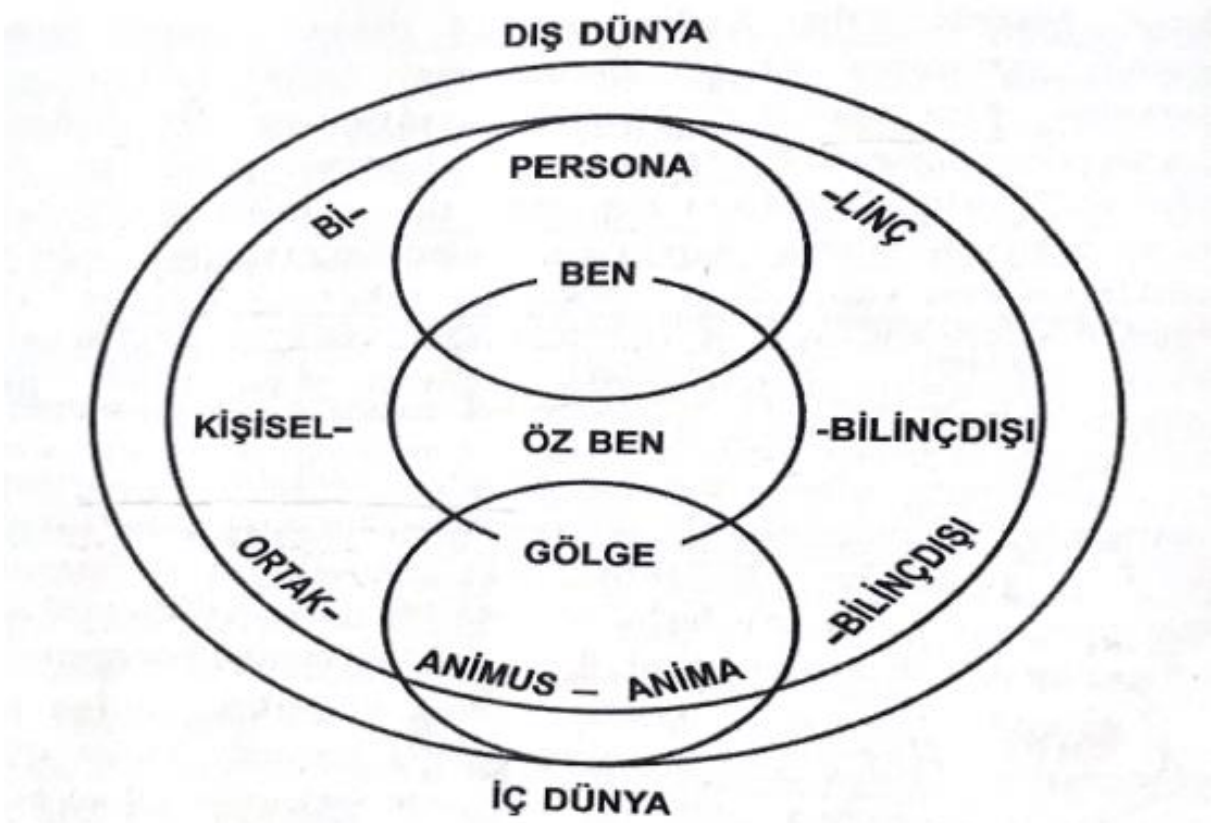 DIŞ DÜNYA
PERSONA
Bİ-
-LİNÇ
BEN
KİŞİSEL-
ÖZ BEN
-BİLİNÇDIŞI
ORTAK-
GÖLGE
-BİLİNÇDIŞI
ANİMUS - ANİMA
İÇ DÜNYA